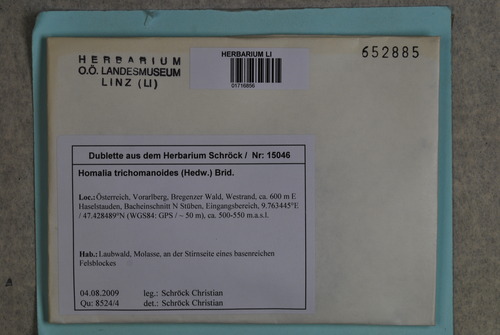 HERBARIUM
O.Ö. LANDESMUSEUM
LINZ (LI)
HERBARIUM LI
01716896
652885
Dublette aus dem Herbarium Schröck / Nr: 15046
Homalia trichomanoides (Hedw.) Brid.
Loc.:Österreich, Vorarlberg, Bregenzer Wald, Westrand, ca. 600 m E
Haselstauden, Bacheinschnitt N Stüben, Eingangsbereich, 9.763445°E
/ 47.428489°N (WGS84: GPS / ~ 50 m), ca. 500-550 m.a.s.l.
Hab.: Laubwald, Molasse, an der Stirnseite eines basenreichen
Felsblockes
04.08.2009 leg.: Schröck Christian
Qu: 8524/4 det.: Schröck Christian